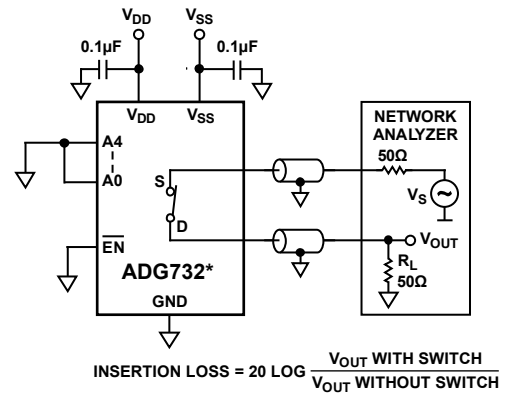 VDD
VSS
0.1µF
0.1µF
VDD
VSS
A4
A0
S
D
EN
ADG732*
GND
NETWORK
ANALYZER
50Ω
VS
VOUT
RL
50Ω
INSERTION LOSS = 20 LOG VOUT WITH SWITCH
VOUT WITHOUT SWITCH